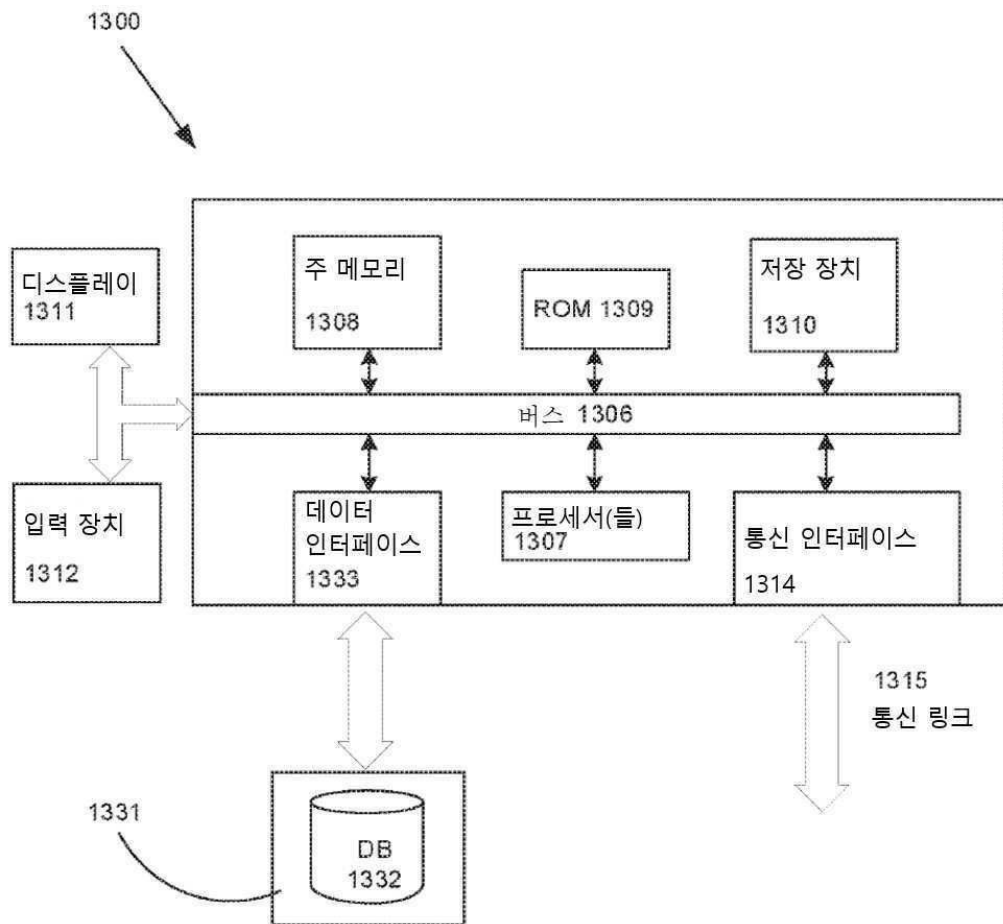 1300
디스플레이
1311
주 메모리
1308
ROM 1309
저장 장치
1310
버스 1306
입력 장치
1312
데이터
인터페이스
1333
프로세서(들)
1307
통신 인터페이스
1314
1315
통신 링크
1331
DB
1332